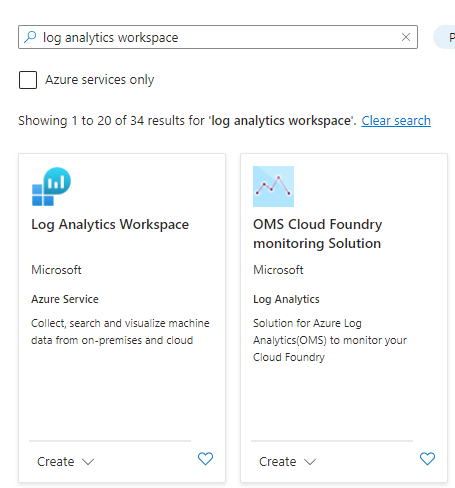 log analytics workspace
P
Azure services only
Showing 1 to 20 of 34 results for 'log analytics workspace'. Clear search
Log Analytics Workspace
Microsoft
Azure Service
Collect, search and visualize machine
data from on-premises and cloud
Create
OMS Cloud Foundry
monitoring Solution
Microsoft
Log Analytics
Solution for Azure Log
Analytics(OMS) to monitor your
Cloud Foundry
Create